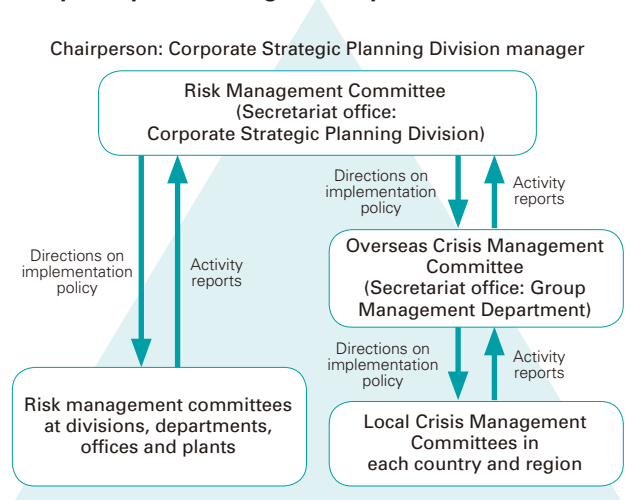 Chairperson: Corporate Strategic Planning Division manager
Risk Management Committee
(Secretariat office:
Corporate Strategic Planning Division)
Directions on
implementation
policy
Activity
reports
Directions on
implementation
policy
Activity
reports
Overseas Crisis Management
Committee
(Secretariat office: Group
Management Department)
Directions on
implementation
policy
Activity
reports
Risk management committees
at divisions, departments,
offices and plants
Local Crisis Management
Committees in
each country and region